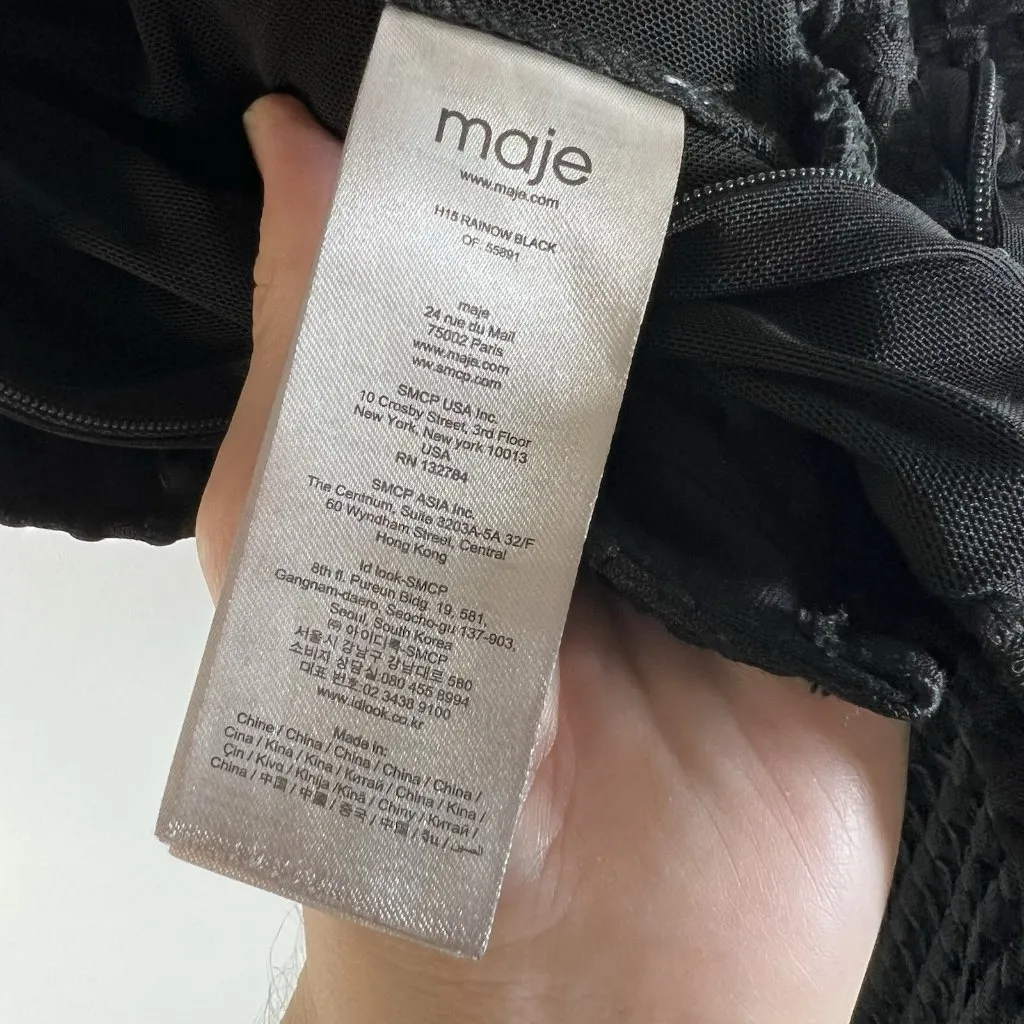 maje
www.maje.com
H15 RAINOW BLACK
OF: 55891
maje
24 rue du Mail
75002 Paris
www.maje.com
ww.smcp.com
SMCP USA Inc.
10 Crosby Street, 3rd Floor
New York, New york 10013
USA
RN 132784
SMCP ASIA Inc.
The Centrium, Suite 3203A-5A 32/F
60 Wyndham Street, Central
Hong Kong
Id look-SMCP
8th fl. Pureun Bldg. 19, 581,
Gangnam-daero, Seocho-gu 137-903,
Seoul, South Korea
㈜ 아이디룩-SMCP
서울시 강남구 강남대로 580
소비자 상담실:080 456 8994
대표 번호:02 3438 9100
www.idlook.co.kr
Made in:
Chine / China / China / China / China /
Cina / Kina / Kina / Китай / China / Kina /
Çin / Kíνα / Kínija /Kína / Chiny / Китай /
China / 中国 / 中國 / 중국 / 中国 / จีน / الصين